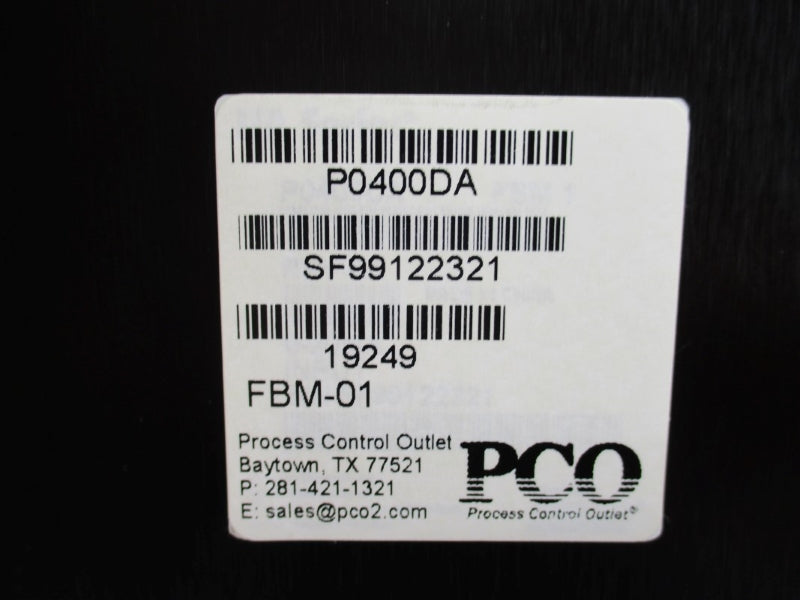 P0400DA
SF99122321
19249
FBM-01
Process Control Outlet
Baytown, TX 77521
P: 281-421-1321
E: sales@pco2.com
PCO
Process Control Outlet®